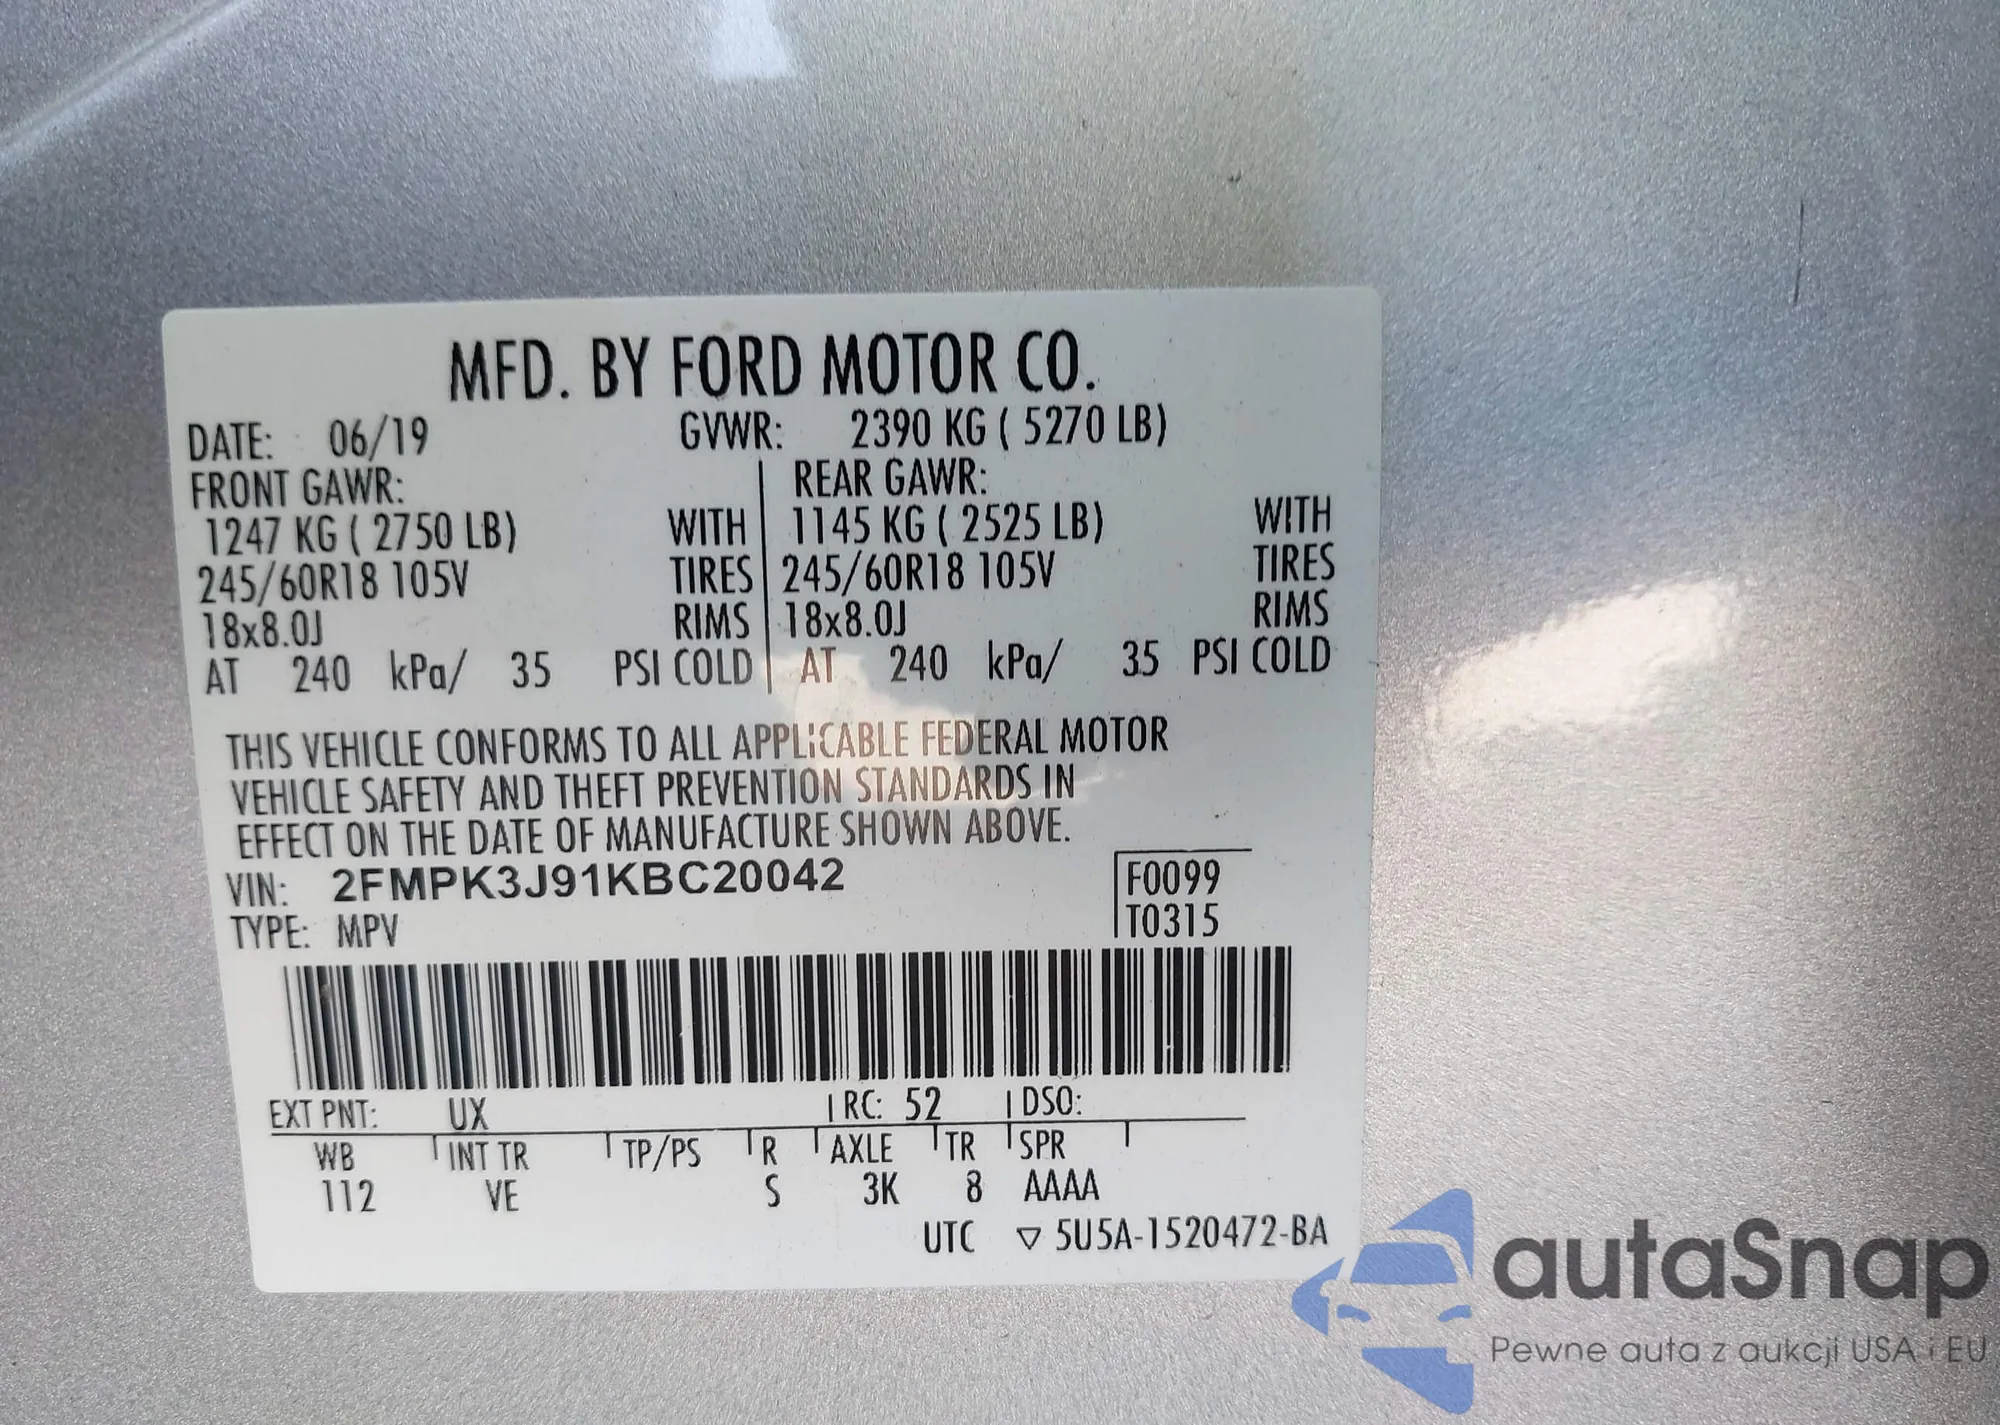 MFD. BY FORD MOTOR CO.
DATE: 06/19 GVWR: 2390 KG ( 5270 LB)
FRONT GAWR: REAR GAWR:
1247 KG ( 2750 LB) WITH 1145 KG ( 2525 LB) WITH
245/60R18 105V TIRES 245/60R18 105V TIRES
18x8.0J RIMS 18x8.0J RIMS
AT 240 kPa/ 35 PSI COLD AT 240 kPa/ 35 PSI COLD
THIS VEHICLE CONFORMS TO ALL APPLICABLE FEDERAL MOTOR
VEHICLE SAFETY AND THEFT PREVENTION STANDARDS IN
EFFECT ON THE DATE OF MANUFACTURE SHOWN ABOVE.
VIN: 2FMPK3J91KBC20042 F0099
TYPE: MPV T0315
EXT PNT: UX RC: 52 DSO:
WB INT TR TP/PS R AXLE TR SPR
112 VE S 3K 8 AAAA
UTC ▽ 5U5A-1520472-BA
autaSnap
Pewne auta z aukcji USA i EU